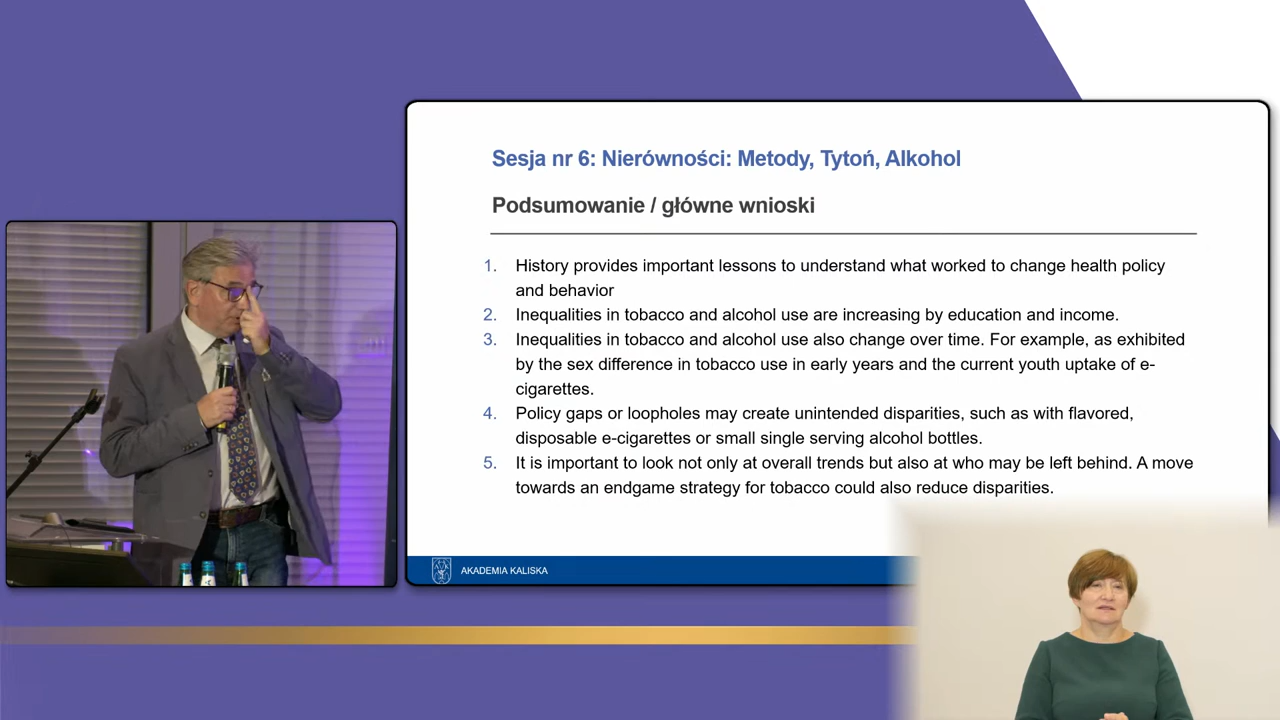 Sesja nr 6: Nierówności: Metody, Tytoń, Alkohol
Podsumowanie / główne wnioski
1. History provides important lessons to understand what worked to change health policy
and behavior
2. Inequalities in tobacco and alcohol use are increasing by education and income.
3. Inequalities in tobacco and alcohol use also change over time. For example, as exhibited
by the sex difference in tobacco use in early years and the current youth uptake of e-
cigarettes.
4. Policy gaps or loopholes may create unintended disparities, such as with flavored,
disposable e-cigarettes or small single serving alcohol bottles.
5. It is important to look not only at overall trends but also at who may be left behind. A move
towards an endgame strategy for tobacco could also reduce disparities.
AKADEMIA KALISKA